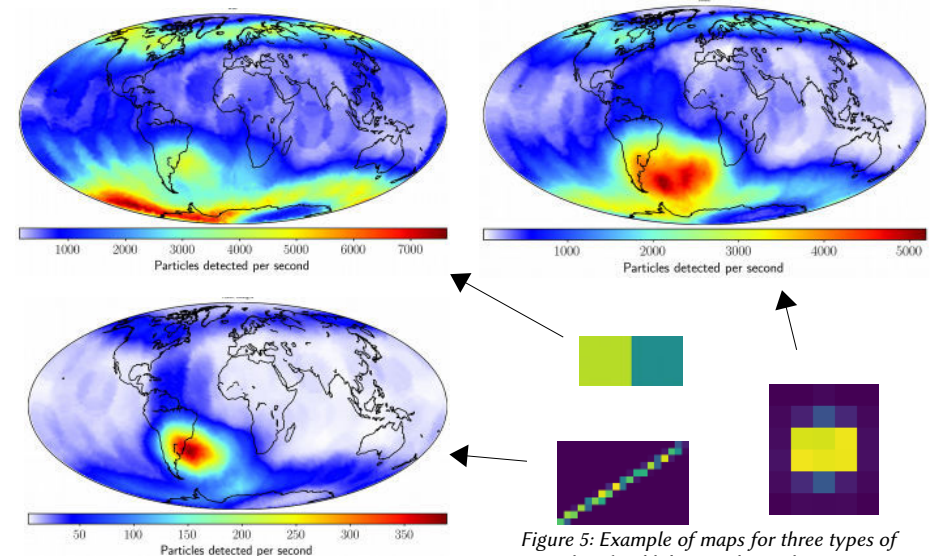 1000 2000 3000 4000 5000 6000 7000
Particles detected per second
1000 2000 3000 4000 5000
Particles detected per second
50 100 150 200 250 300 350
Particles detected per second
Figure 5: Example of maps for three types of